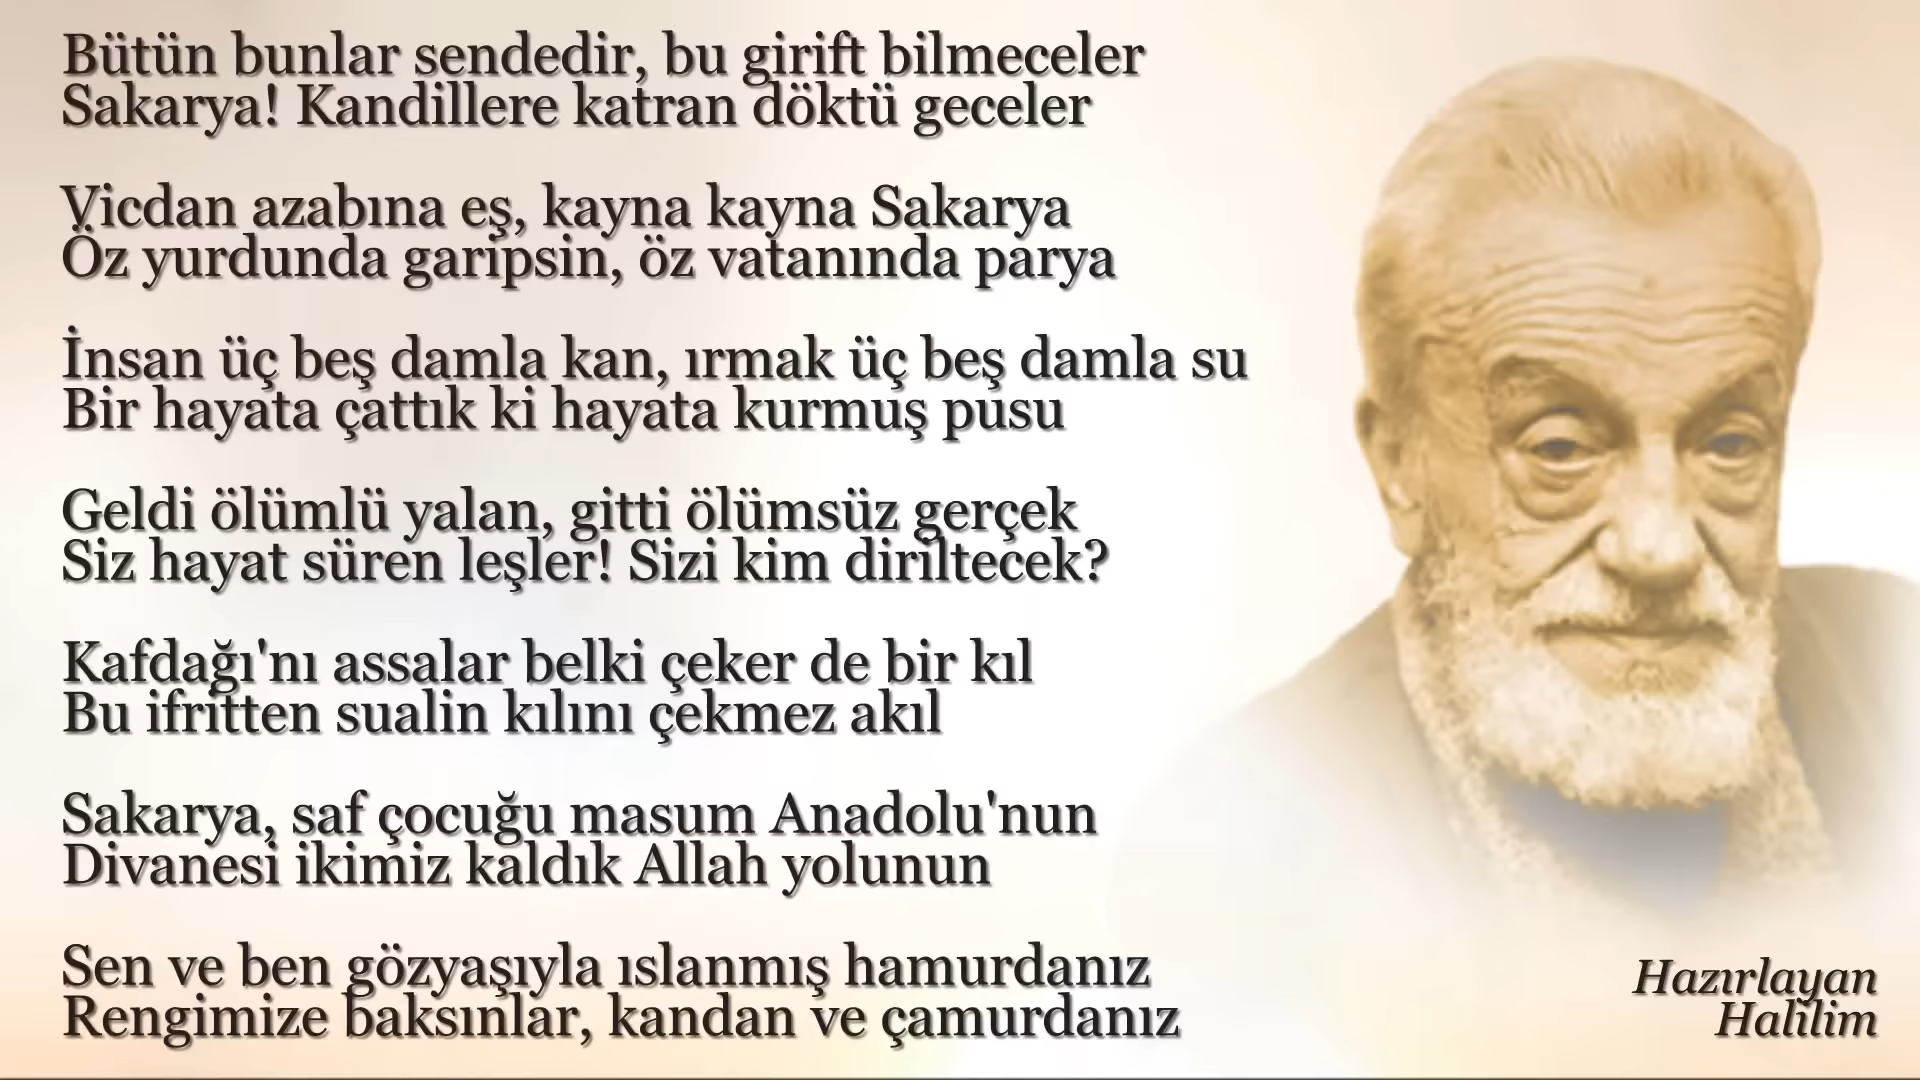 Bütün bunlar sendedir, bu girift bilmeceler
Sakarya! Kandillere katran döktü geceler
Vicdan azabına eş, kayna kayna Sakarya
Öz yurdunda garipsin, öz vatanında parya
İnsan üç beş damla kan, ırmak üç beş damla su
Bir hayata çattık ki hayata kurmuş pusu
Geldi ölümlü yalan, gitti ölümsüz gerçek
Siz hayat süren leşler! Sizi kim diriltecek?
Kafdağı'nı assalar belki çeker de bir kıl
Bu ifritten sualin kılını çekmez akıl
Sakarya, saf çocuğu masum Anadolu'nun
Divanesi ikimiz kaldık Allah yolunun
Sen ve ben gözyaşıyla ıslanmış hamurdanız
Rengimize baksınlar, kandan ve çamurdanız
Hazırlayan
Halilim